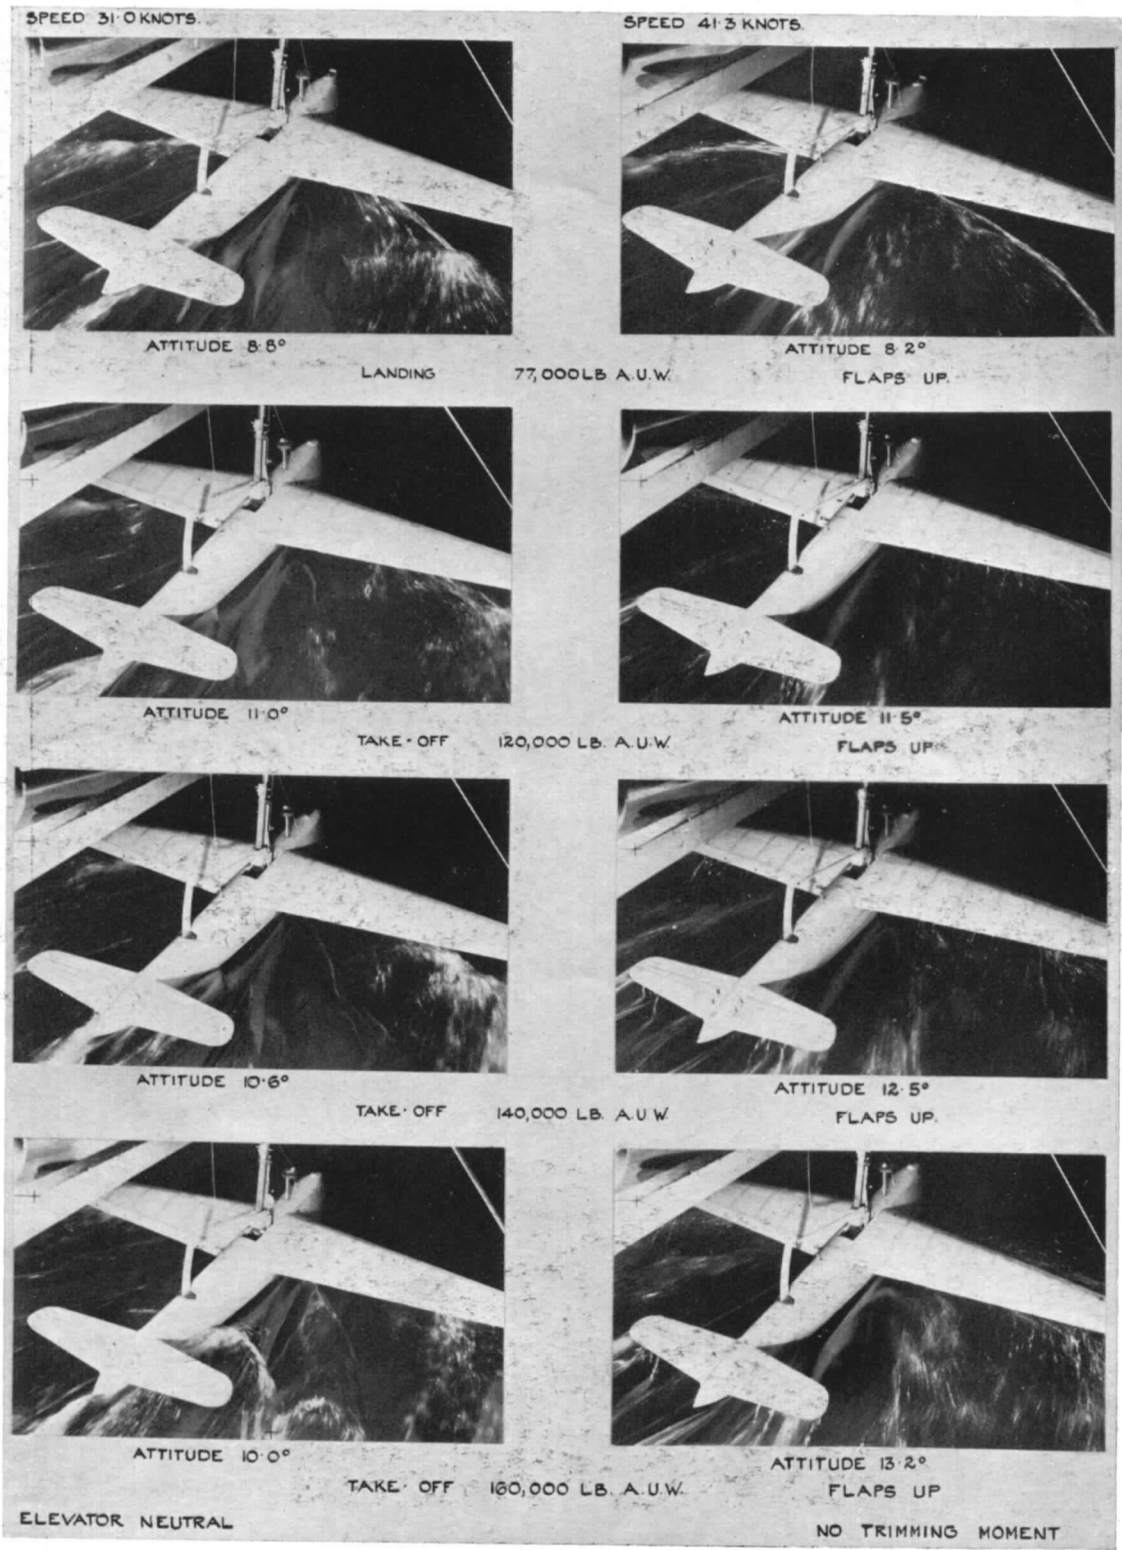 SPEED 31·0 KNOTS.
SPEED 41·3 KNOTS.
ATTITUDE 8·8°
ATTITUDE 8·2°
LANDING 77,000 LB A.U.W. FLAPS UP.
ATTITUDE 11·0°
ATTITUDE 11·5°
TAKE-OFF 120,000 LB. A.U.W. FLAPS UP
ATTITUDE 10·6°
ATTITUDE 12·5°
TAKE·OFF 140,000 LB. A.U.W. FLAPS UP.
ATTITUDE 10·0°
ATTITUDE 13·2°
TAKE·OFF 160,000 LB. A.U.W. FLAPS UP
ELEVATOR NEUTRAL
NO TRIMMING MOMENT